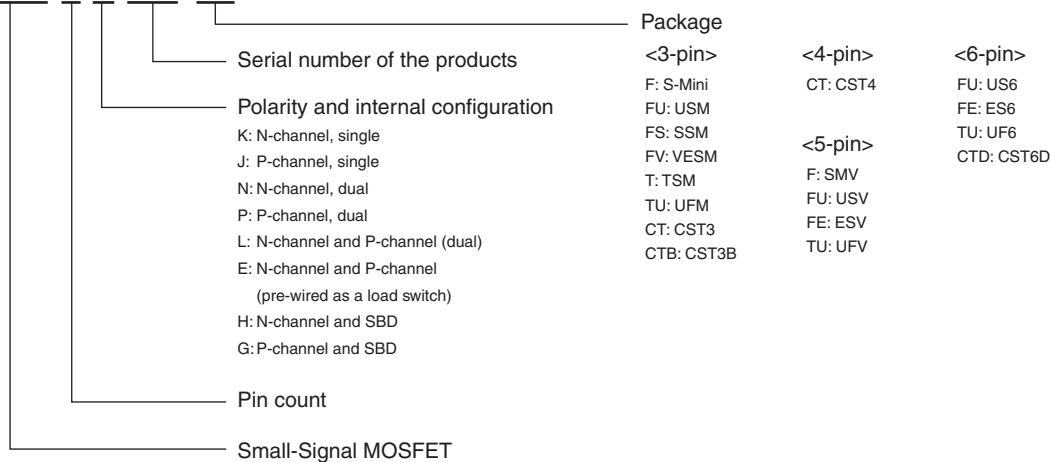 Package
<3-pin>
F: S-Mini
FU: USM
FS: SSM
FV: VESM
T: TSM
TU: UFM
CT: CST3
CTB: CST3B
<4-pin>
CT: CST4
<5-pin>
F: SMV
FU: USV
FE: ESV
TU: UFV
<6-pin>
FU: US6
FE: ES6
TU: UF6
CTD: CST6D
Serial number of the products
Polarity and internal configuration
K: N-channel, single
J: P-channel, single
N: N-channel, dual
P: P-channel, dual
L: N-channel and P-channel (dual)
E: N-channel and P-channel
(pre-wired as a load switch)
H: N-channel and SBD
G: P-channel and SBD
Pin count
Small-Signal MOSFET